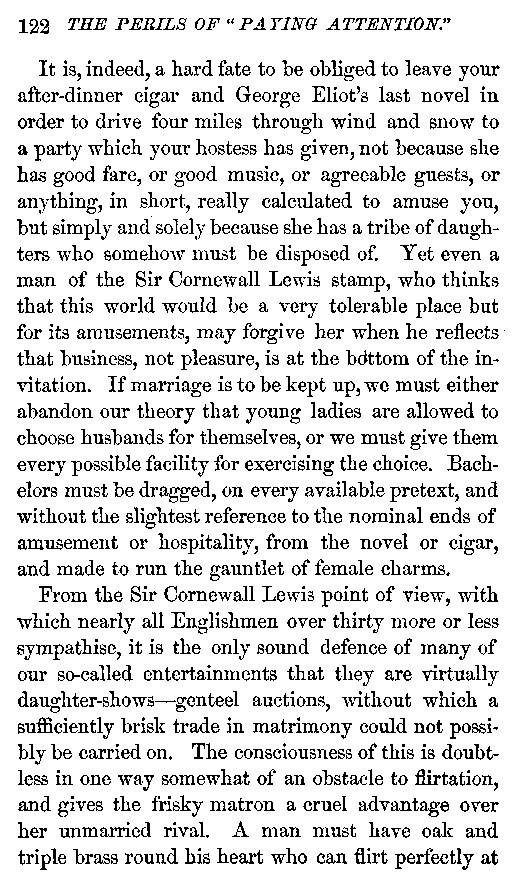 122 THE PERILS OF "PAYING ATTENTION."
It is, indeed, a hard fate to be obliged to leave your
after-dinner cigar and George Eliot's last novel in
order to drive four miles through wind and snow to
a party which your hostess has given, not because she
has good fare, or good music, or agreeable guests, or
anything, in short, really calculated to amuse you,
but simply and solely because she has a tribe of daugh-
ters who somehow must be disposed of. Yet even a
man of the Sir Cornewall Lewis stamp, who thinks
that this world would be a very tolerable place but
for its amusements, may forgive her when he reflects
that business, not pleasure, is at the bottom of the in-
vitation. If marriage is to be kept up, we must either
abandon our theory that young ladies are allowed to
choose husbands for themselves, or we must give them
every possible facility for exercising the choice. Bach-
elors must be dragged, on every available pretext, and
without the slightest reference to the nominal ends of
amusement or hospitality, from the novel or cigar,
and made to run the gauntlet of female charms.
From the Sir Cornewall Lewis point of view, with
which nearly all Englishmen over thirty more or less
sympathise, it is the only sound defence of many of
our so-called entertainments that they are virtually
daughter-shows—genteel auctions, without which a
sufficiently brisk trade in matrimony could not possi-
bly be carried on. The consciousness of this is doubt-
less in one way somewhat of an obstacle to flirtation,
and gives the frisky matron a cruel advantage over
her unmarried rival. A man must have oak and
triple brass round his heart who can flirt perfectly at